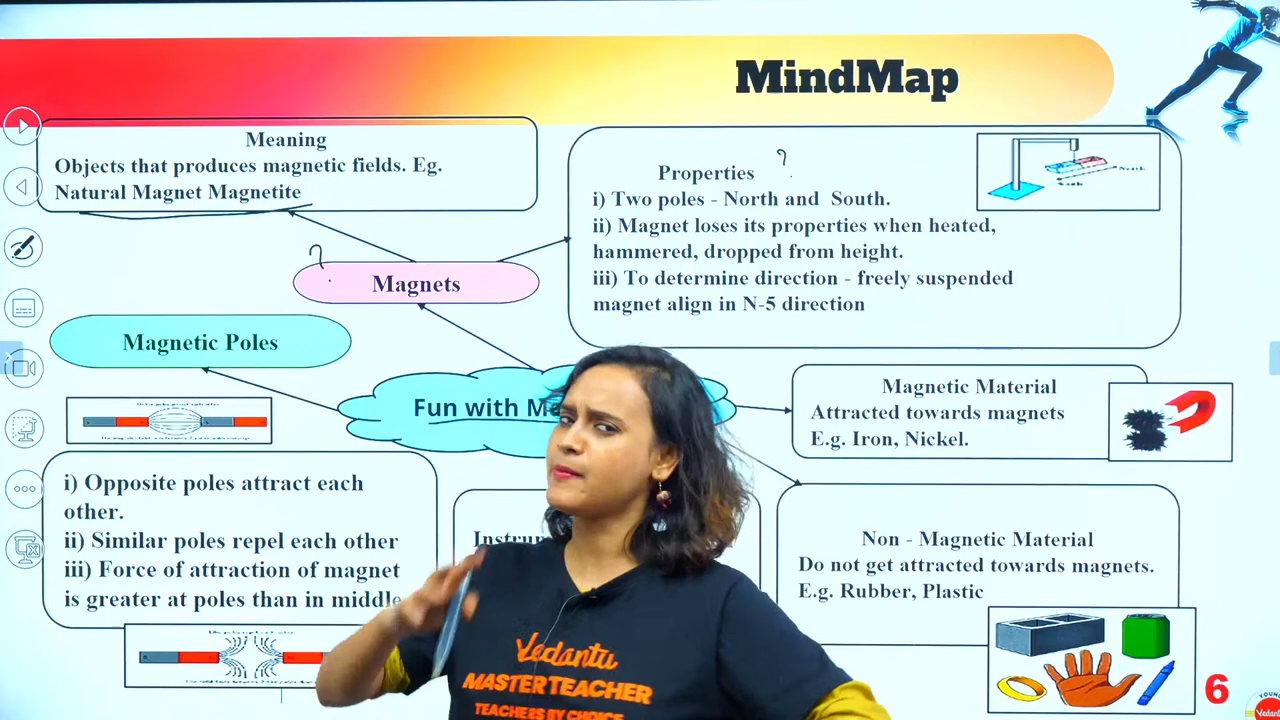 MindMap
Meaning
Objects that produces magnetic fields. Eg.
Natural Magnet Magnetite
Properties ?
i) Two poles - North and South.
ii) Magnet loses its properties when heated,
hammered, dropped from height.
iii) To determine direction - freely suspended
magnet align in N-5 direction
?
Magnets
Magnetic Poles
Fun with
Magnetic Material
Attracted towards magnets
E.g. Iron, Nickel.
i) Opposite poles attract each
other.
ii) Similar poles repel each other
iii) Force of attraction of magnet
is greater at poles than in middle
Non - Magnetic Material
Do not get attracted towards magnets.
E.g. Rubber, Plastic
Vedantu
MASTER TEACHER
TEACHERS BY CHOICE
6
Vedantu